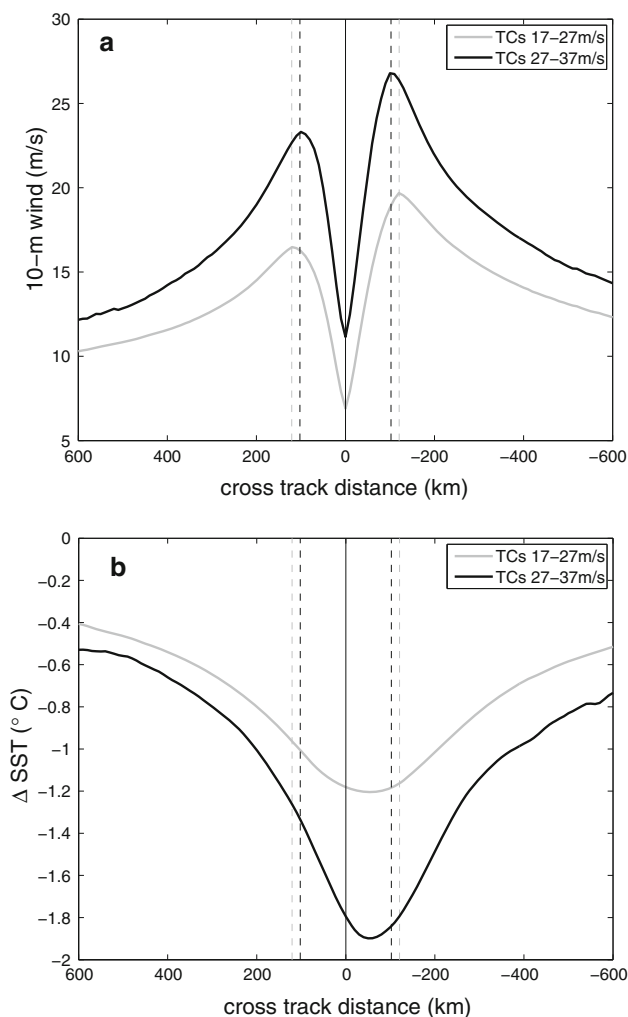 a
TCs 17−27m/s
TCs 27−37m/s
10−m wind (m/s)
30
25
20
15
10
5
600 400 200 0 −200 −400 −600
cross track distance (km)
b
TCs 17−27m/s
TCs 27−37m/s
Δ SST (° C)
0
−0.2
−0.4
−0.6
−0.8
−1
−1.2
−1.4
−1.6
−1.8
−2
600 400 200 0 −200 −400 −600
cross track distance (km)